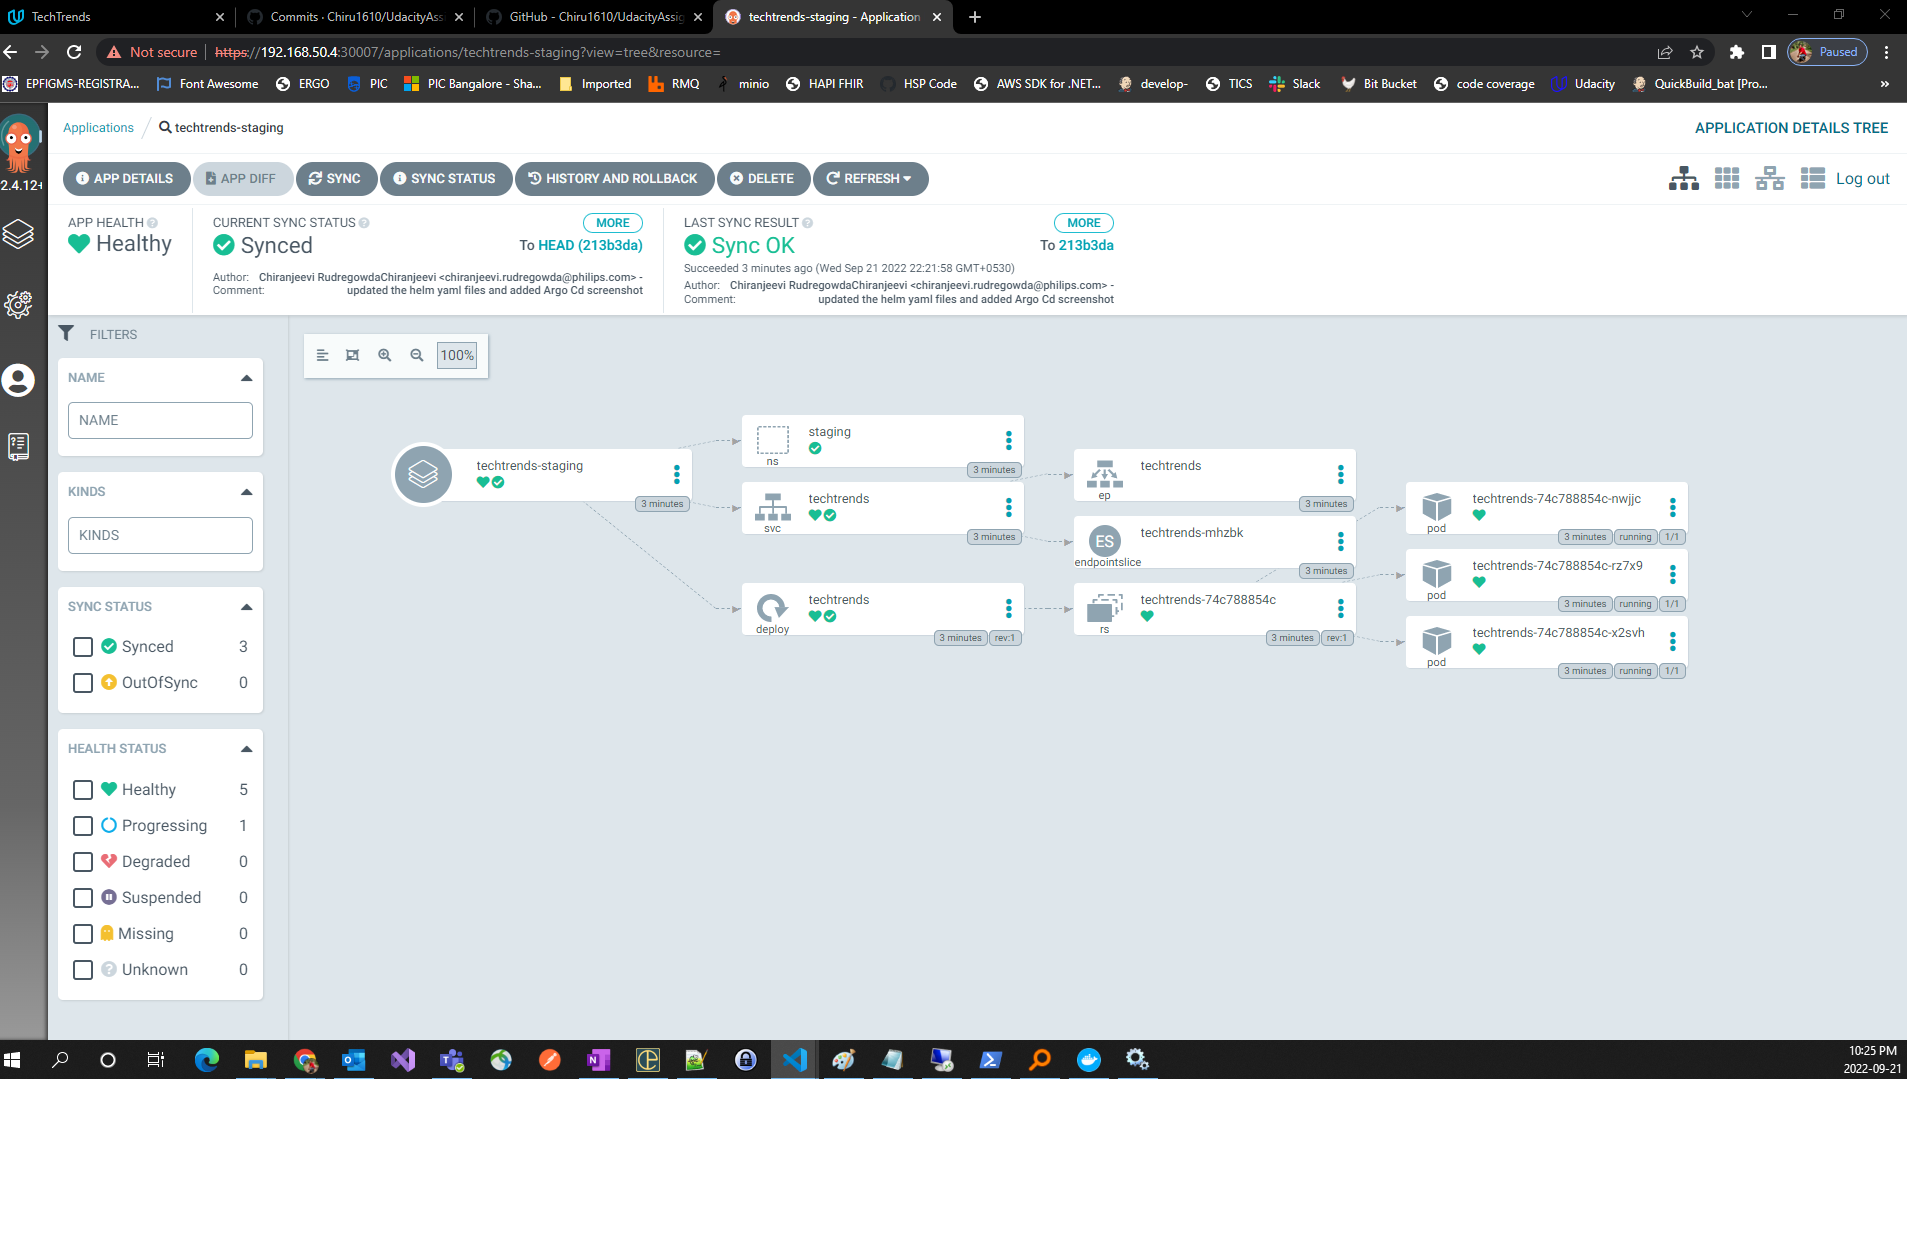 TechTrends
Commits · Chiru1610/UdacityAss
GitHub - Chiru1610/UdacityAssig
techtrends-staging - Application
Not secure
https://192.168.50.4:30007/applications/techtrends-staging?view=tree&resource=
Paused
EPFIGMS-REGISTRA...
Font Awesome
ERGO
PIC
PIC Bangalore - Sha...
Imported
RMQ
minio
HAPI FHIR
HSP Code
AWS SDK for .NET...
develop-
TICS
Slack
Bit Bucket
code coverage
Udacity
QuickBuild_bat [Pro...
»
2.4.12+
Applications / techtrends-staging
APPLICATION DETAILS TREE
APP DETAILS
APP DIFF
SYNC
SYNC STATUS
HISTORY AND ROLLBACK
DELETE
REFRESH
Log out
APP HEALTH
Healthy
CURRENT SYNC STATUS
MORE
Synced
To HEAD (213b3da)
Author: Chiranjeevi RudregowdaChiranjeevi <chiranjeevi.rudregowda@philips.com> -
Comment: updated the helm yaml files and added Argo Cd screenshot
LAST SYNC RESULT
MORE
Sync OK
To 213b3da
Succeeded 3 minutes ago (Wed Sep 21 2022 22:21:58 GMT+0530)
Author: Chiranjeevi RudregowdaChiranjeevi <chiranjeevi.rudregowda@philips.com> -
Comment: updated the helm yaml files and added Argo Cd screenshot
FILTERS
NAME
NAME
KINDS
KINDS
SYNC STATUS
Synced 3
OutOfSync 0
HEALTH STATUS
Healthy 5
Progressing 1
Degraded 0
Suspended 0
Missing 0
Unknown 0
100%
techtrends-staging
3 minutes
staging
ns
3 minutes
techtrends
svc
3 minutes
techtrends
deploy
3 minutes rev:1
techtrends
ep
3 minutes
ES
techtrends-mhzbk
endpointslice
3 minutes
techtrends-74c788854c
rs
3 minutes rev:1
techtrends-74c788854c-nwjjc
pod
3 minutes running 1/1
techtrends-74c788854c-rz7x9
pod
3 minutes running 1/1
techtrends-74c788854c-x2svh
pod
3 minutes running 1/1
10:25 PM
2022-09-21